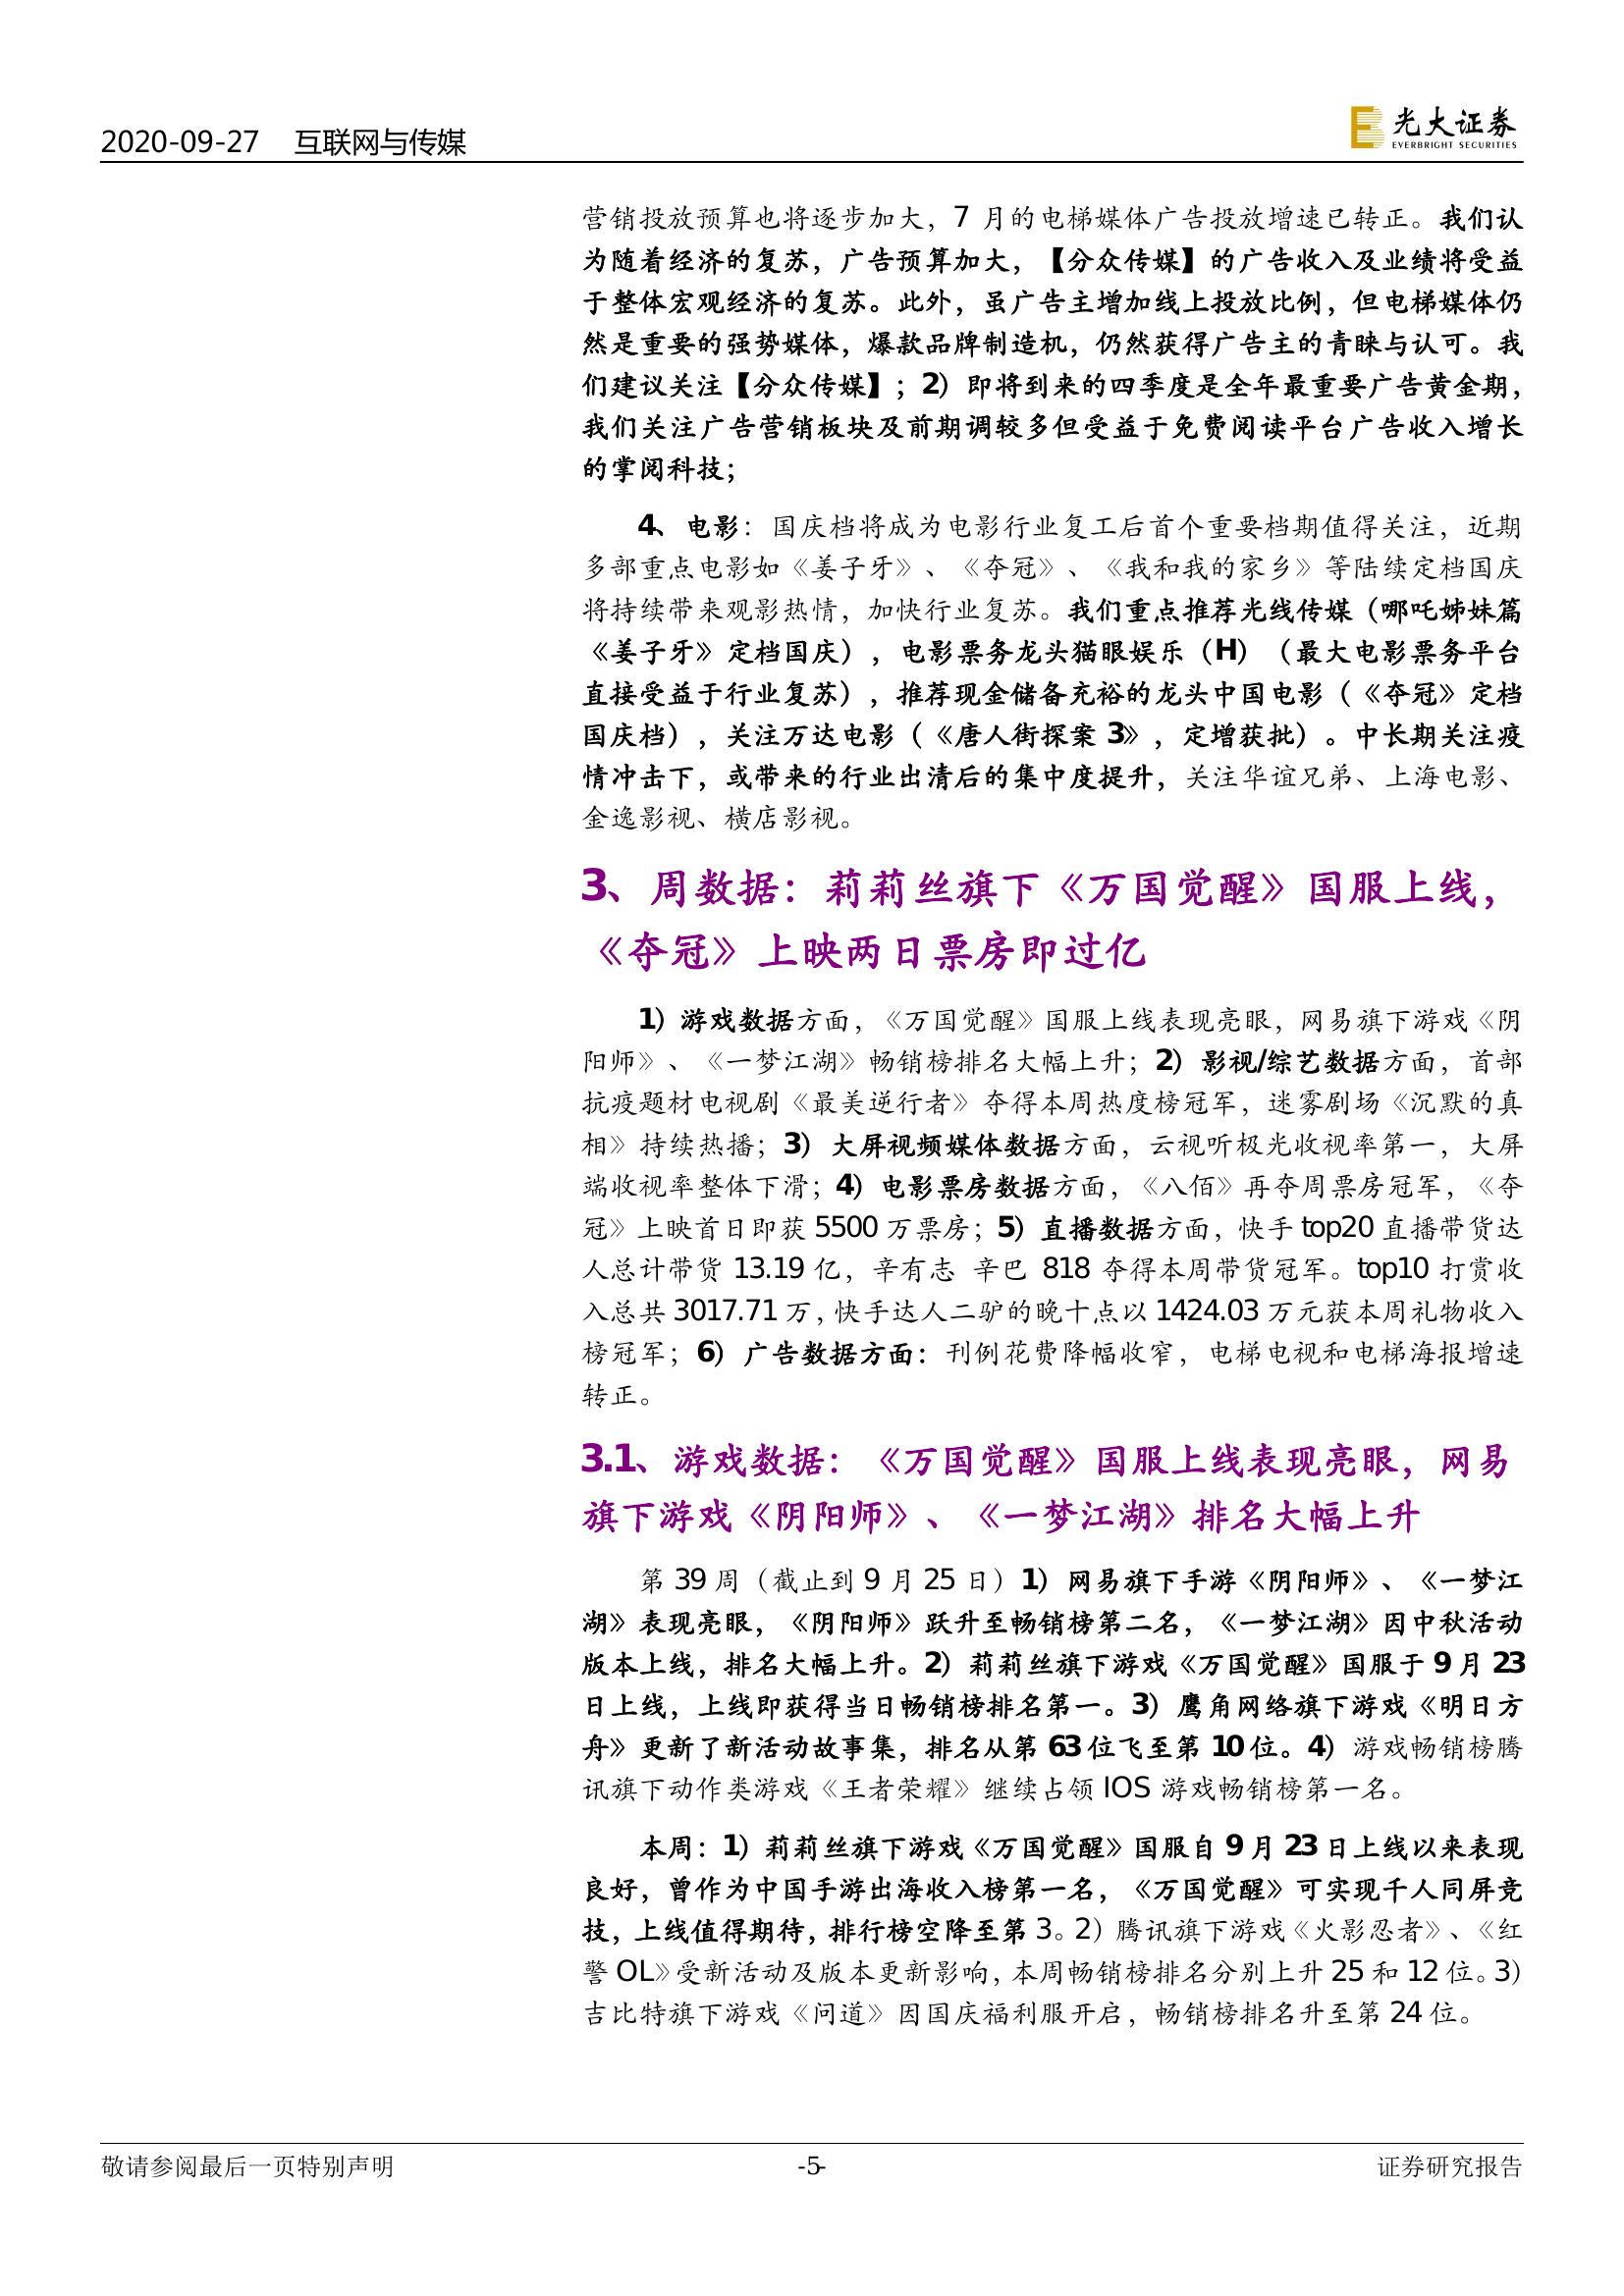 2020-09-27 互联网与传媒
光大证券
EVERBRIGHT SECURITIES
营销投放预算也将逐步加大，7 月的电梯媒体广告投放增速已转正。我们认
为随着经济的复苏，广告预算加大，【分众传媒】的广告收入及业绩将受益
于整体宏观经济的复苏。此外，虽广告主增加线上投放比例，但电梯媒体仍
然是重要的强势媒体，爆款品牌制造机，仍然获得广告主的青睐与认可。我
们建议关注【分众传媒】；2）即将到来的四季度是全年最重要广告黄金期，
我们关注广告营销板块及前期调较多但受益于免费阅读平台广告收入增长
的掌阅科技；
4、电影：国庆档将成为电影行业复工后首个重要档期值得关注，近期
多部重点电影如《姜子牙》、《夺冠》、《我和我的家乡》等陆续定档国庆
将持续带来观影热情，加快行业复苏。我们重点推荐光线传媒（哪吒姊妹篇
《姜子牙》定档国庆），电影票务龙头猫眼娱乐（H）（最大电影票务平台
直接受益于行业复苏），推荐现金储备充裕的龙头中国电影（《夺冠》定档
国庆档），关注万达电影（《唐人街探案 3》，定增获批）。中长期关注疫
情冲击下，或带来的行业出清后的集中度提升，关注华谊兄弟、上海电影、
金逸影视、横店影视。
3、周数据：莉莉丝旗下《万国觉醒》国服上线，
《夺冠》上映两日票房即过亿
1）游戏数据方面，《万国觉醒》国服上线表现亮眼，网易旗下游戏《阴
阳师》、《一梦江湖》畅销榜排名大幅上升；2）影视/综艺数据方面，首部
抗疫题材电视剧《最美逆行者》夺得本周热度榜冠军，迷雾剧场《沉默的真
相》持续热播；3）大屏视频媒体数据方面，云视听极光收视率第一，大屏
端收视率整体下滑；4）电影票房数据方面，《八佰》再夺周票房冠军，《夺
冠》上映首日即获 5500 万票房；5）直播数据方面，快手 top20 直播带货达
人总计带货 13.19 亿，辛有志 辛巴 818 夺得本周带货冠军。top10 打赏收
入总共 3017.71 万，快手达人二驴的晚十点以 1424.03 万元获本周礼物收入
榜冠军；6）广告数据方面：刊例花费降幅收窄，电梯电视和电梯海报增速
转正。
3.1、游戏数据：《万国觉醒》国服上线表现亮眼，网易
旗下游戏《阴阳师》、《一梦江湖》排名大幅上升
第 39 周（截止到 9 月 25 日）1）网易旗下手游《阴阳师》、《一梦江
湖》表现亮眼，《阴阳师》跃升至畅销榜第二名，《一梦江湖》因中秋活动
版本上线，排名大幅上升。2）莉莉丝旗下游戏《万国觉醒》国服于 9 月 23
日上线，上线即获得当日畅销榜排名第一。3）鹰角网络旗下游戏《明日方
舟》更新了新活动故事集，排名从第 63 位飞至第 10 位。4）游戏畅销榜腾
讯旗下动作类游戏《王者荣耀》继续占领 IOS 游戏畅销榜第一名。
本周：1）莉莉丝旗下游戏《万国觉醒》国服自 9 月 23 日上线以来表现
良好，曾作为中国手游出海收入榜第一名，《万国觉醒》可实现千人同屏竞
技，上线值得期待，排行榜空降至第 3。2）腾讯旗下游戏《火影忍者》、《红
警 OL》受新活动及版本更新影响，本周畅销榜排名分别上升 25 和 12 位。3）
吉比特旗下游戏《问道》因国庆福利服开启，畅销榜排名升至第 24 位。
敬请参阅最后一页特别声明 -5- 证券研究报告